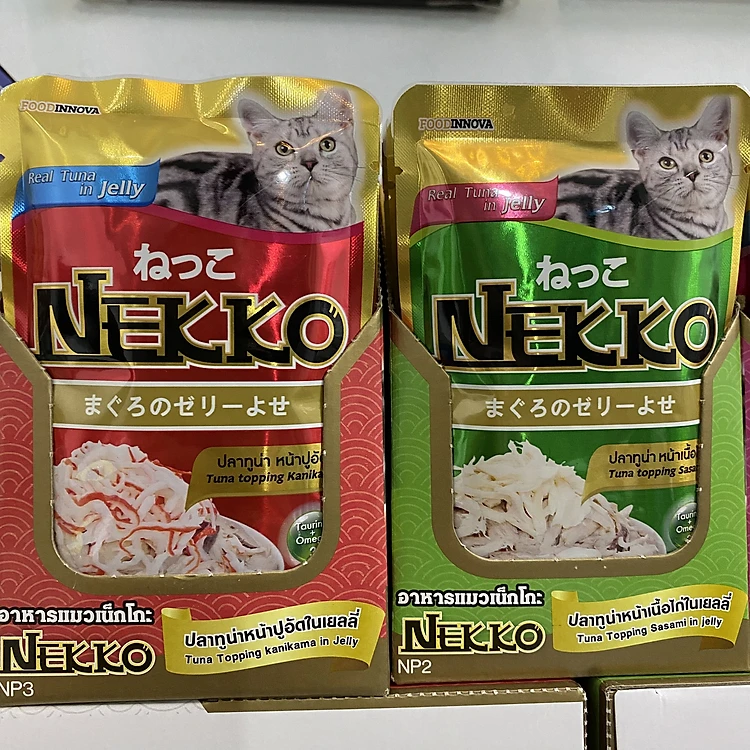 FOODINNOVA
Real Tuna
in Jelly
ねっこ
NEKKO
まぐろのゼリーよせ
ปลาทูน่า หน้าปูอัด
Tuna topping Kanika
Taurin
+
Omeg
อาหารแมวเน็กโกะ
NEKKO
NP3
ปลาทูน่าหน้าปูอัดในเยลลี่
Tuna Topping kanikama in Jelly
FOODINNOVA
Real Tuna
in Jelly
ねっこ
NEKKO
まぐろのゼリーよせ
ปลาทูน่า หน้าเนื้อ
Tuna topping Sasa
Taurin
+
Omeg
อาหารแมวเน็กโกะ
NEKKO
NP2
ปลาทูน่าหน้าเนื้อไก่ในเยลลี่
Tuna Topping Sasami in jelly